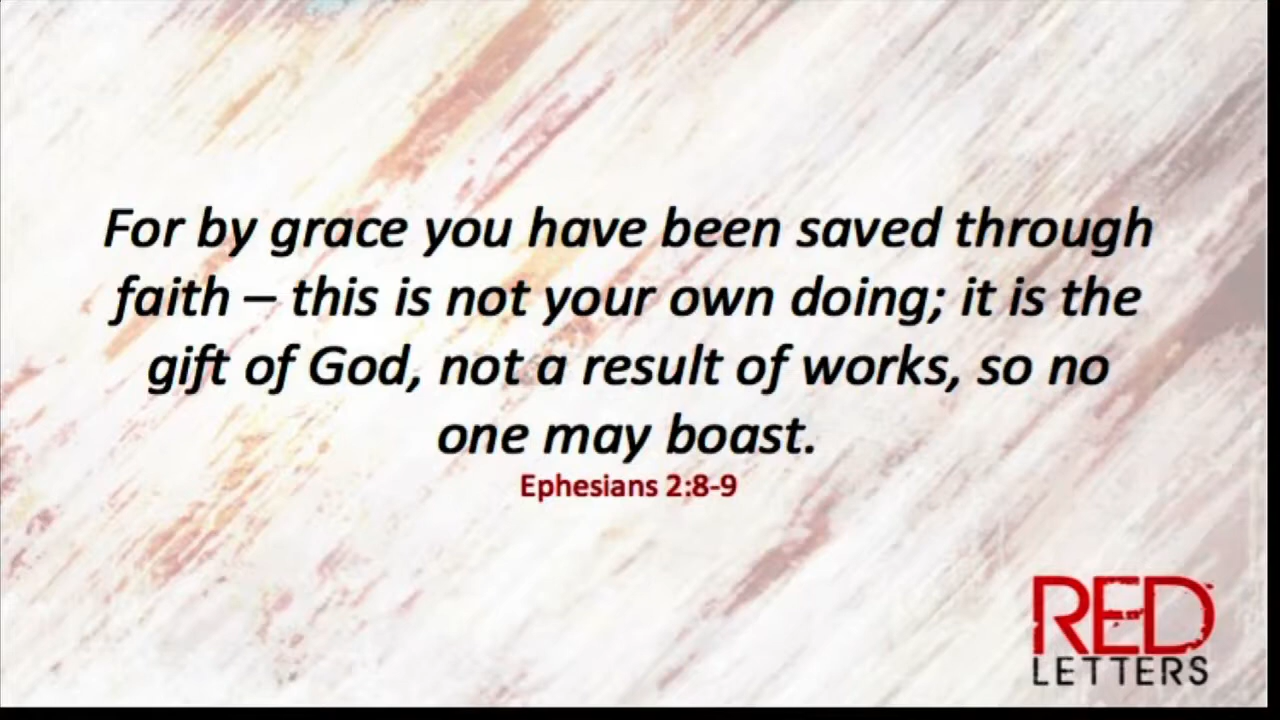 For by grace you have been saved through
faith – this is not your own doing; it is the
gift of God, not a result of works, so no
one may boast.
Ephesians 2:8-9
RED
LETTERS